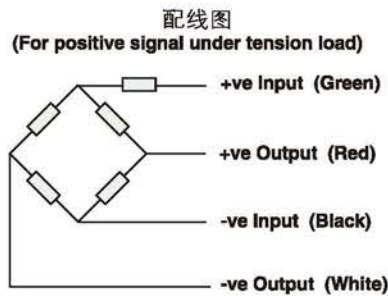 配线图
(For positive signal under tension load)
+ve Input (Green)
+ve Output (Red)
-ve Input (Black)
-ve Output (White)